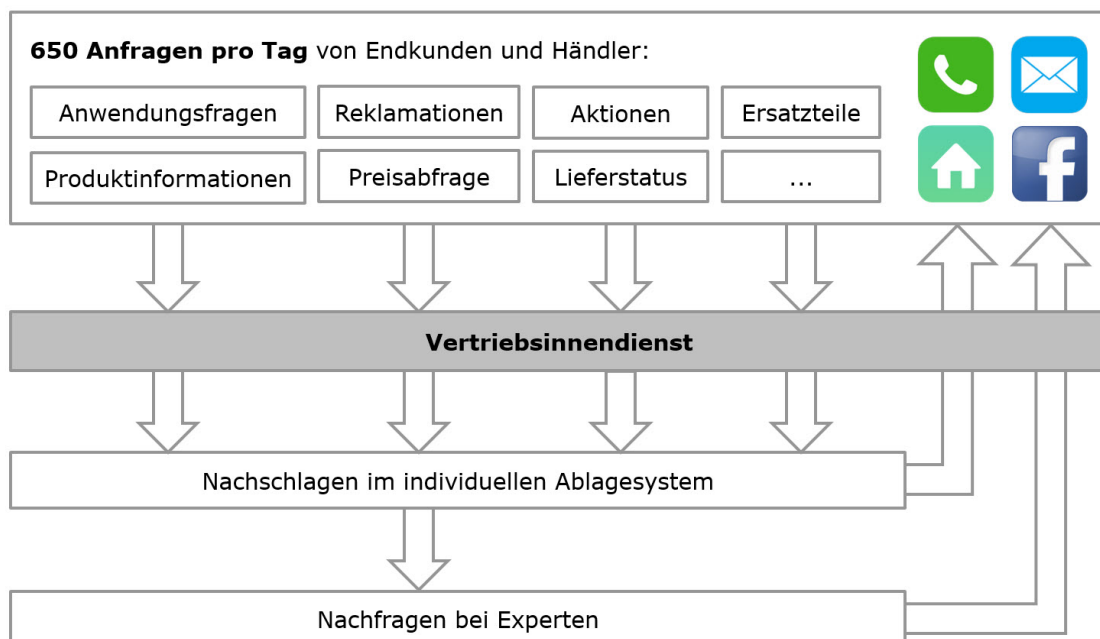 650 Anfragen pro Tag von Endkunden und Händler:
Anwendungsfragen
Reklamationen
Aktionen
Ersatzteile
Produktinformationen
Preisabfrage
Lieferstatus
...
Vertriebsinnendienst
Nachschlagen im individuellen Ablagesystem
Nachfragen bei Experten